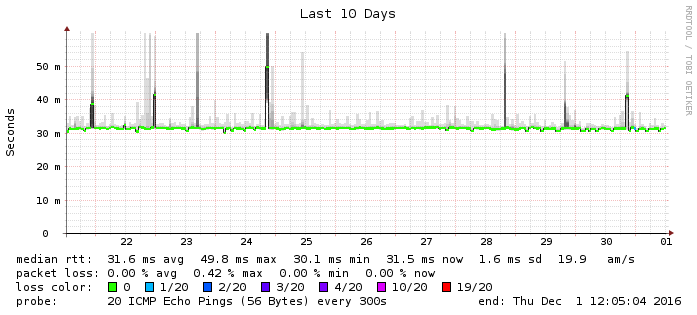 Last 10 Days
RRDTOOL / TOBI OETIKER
Seconds
50 m
40 m
30 m
20 m
10 m
0
22 23 24 25 26 27 28 29 30 01
median rtt: 31.6 ms avg 49.8 ms max 30.1 ms min 31.5 ms now 1.6 ms sd 19.9 am/s
packet loss: 0.00 % avg 0.42 % max 0.00 % min 0.00 % now
loss color: 0 1/20 2/20 3/20 4/20 10/20 19/20
probe: 20 ICMP Echo Pings (56 Bytes) every 300s end: Thu Dec 1 12:05:04 2016